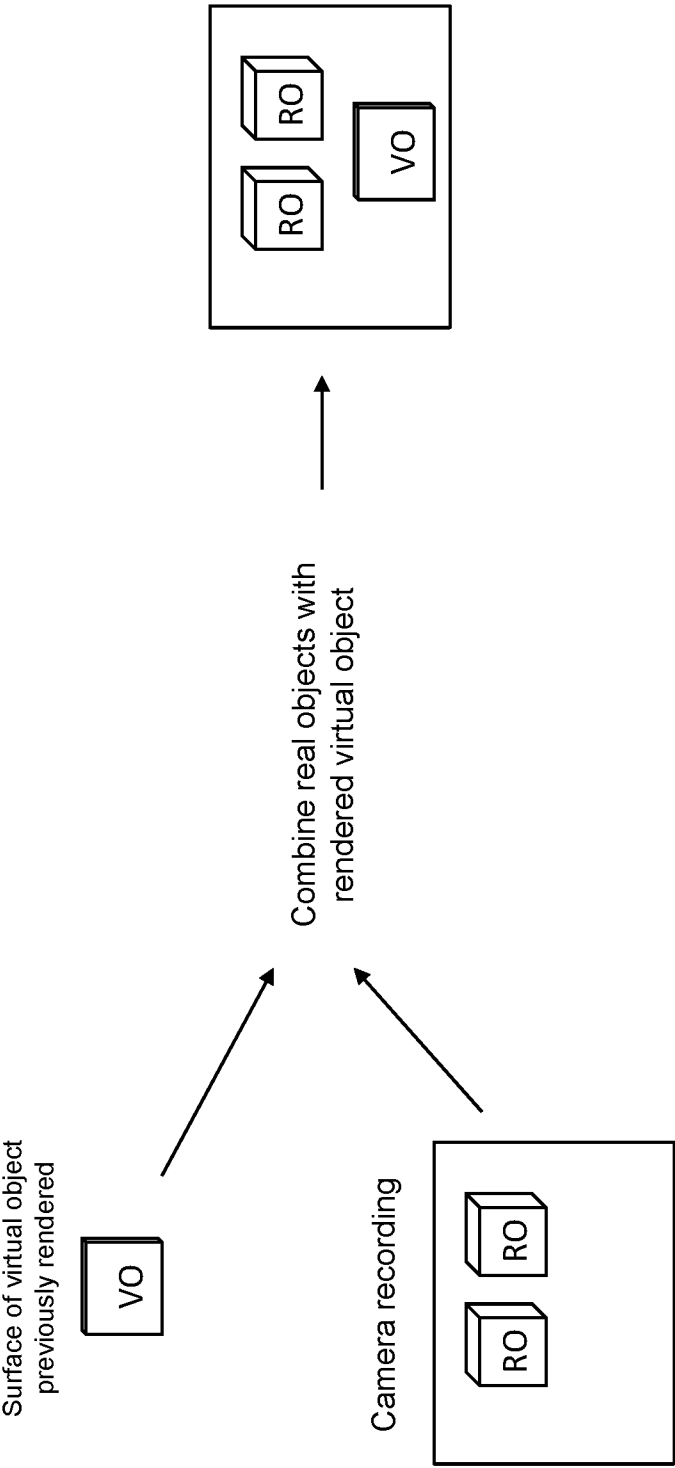 Surface of virtual object
previously rendered
VO
Camera recording
RO
RO
Combine real objects with
rendered virtual object
RO
RO
VO